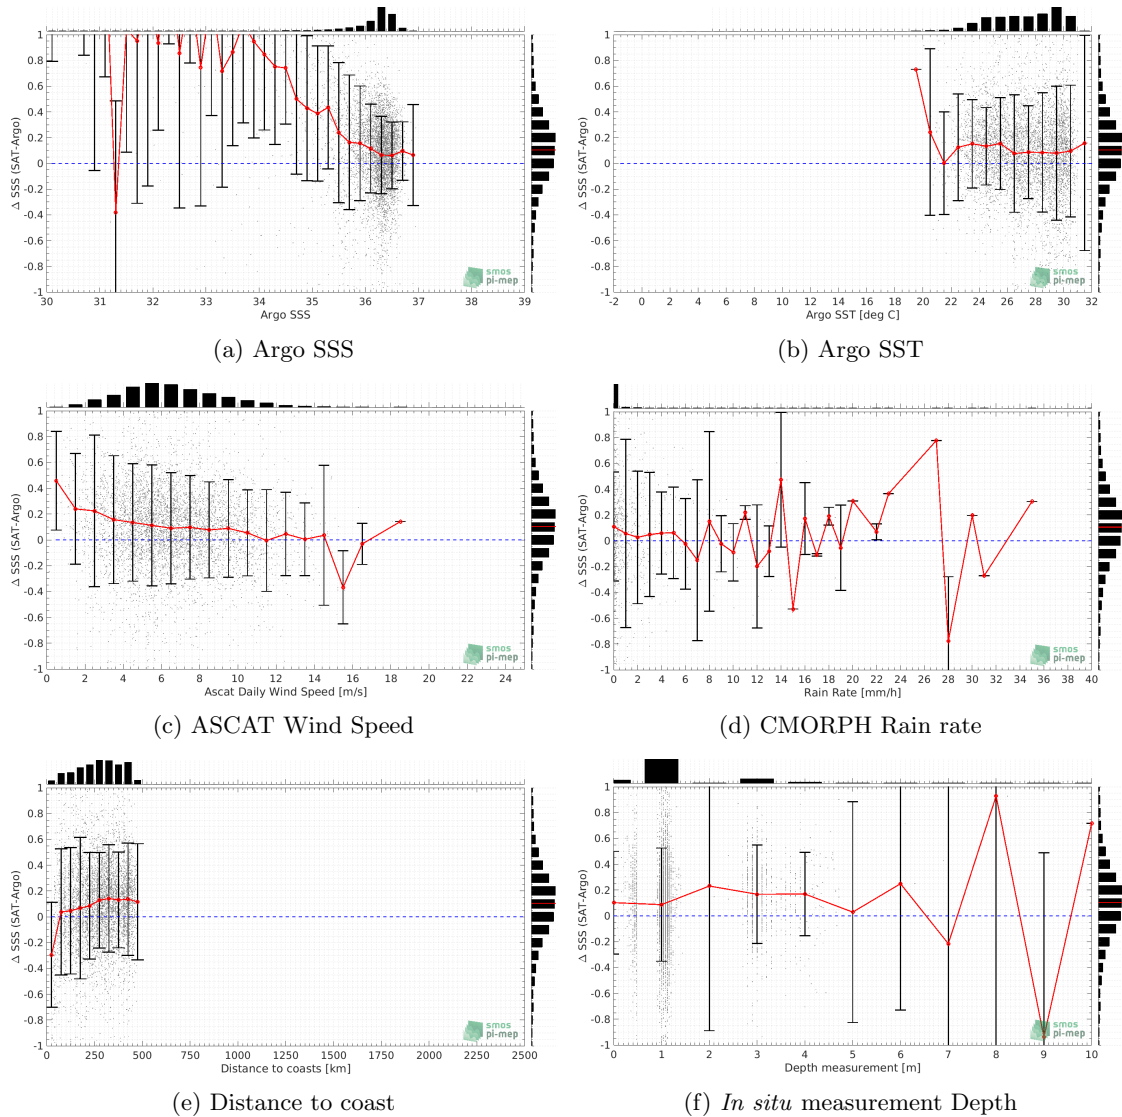 1
0.8
0.6
0.4
0.2
0
-0.2
-0.4
-0.6
-0.8
-1
Δ SSS (SAT-Argo)
30 31 32 33 34 35 36 37 38 39
Argo SSS
smos
pi-mep
(a) Argo SSS
1
0.8
0.6
0.4
0.2
0
-0.2
-0.4
-0.6
-0.8
-1
Δ SSS (SAT-Argo)
-2 0 2 4 6 8 10 12 14 16 18 20 22 24 26 28 30 32
Argo SST [deg C]
smos
pi-mep
(b) Argo SST
1
0.8
0.6
0.4
0.2
0
-0.2
-0.4
-0.6
-0.8
-1
Δ SSS (SAT-Argo)
0 2 4 6 8 10 12 14 16 18 20 22 24
Ascat Daily Wind Speed [m/s]
smos
pi-mep
(c) ASCAT Wind Speed
1
0.8
0.6
0.4
0.2
0
-0.2
-0.4
-0.6
-0.8
-1
Δ SSS (SAT-Argo)
0 2 4 6 8 10 12 14 16 18 20 22 24 26 28 30 32 34 36 38 40
Rain Rate [mm/h]
smos
pi-mep
(d) CMORPH Rain rate
1
0.8
0.6
0.4
0.2
0
-0.2
-0.4
-0.6
-0.8
-1
Δ SSS (SAT-Argo)
0 250 500 750 1000 1250 1500 1750 2000 2250 2500
Distance to coasts [km]
smos
pi-mep
(e) Distance to coast
1
0.8
0.6
0.4
0.2
0
-0.2
-0.4
-0.6
-0.8
-1
Δ SSS (SAT-Argo)
0 1 2 3 4 5 6 7 8 9 10
Depth measurement [m]
smos
pi-mep
(f) In situ measurement Depth